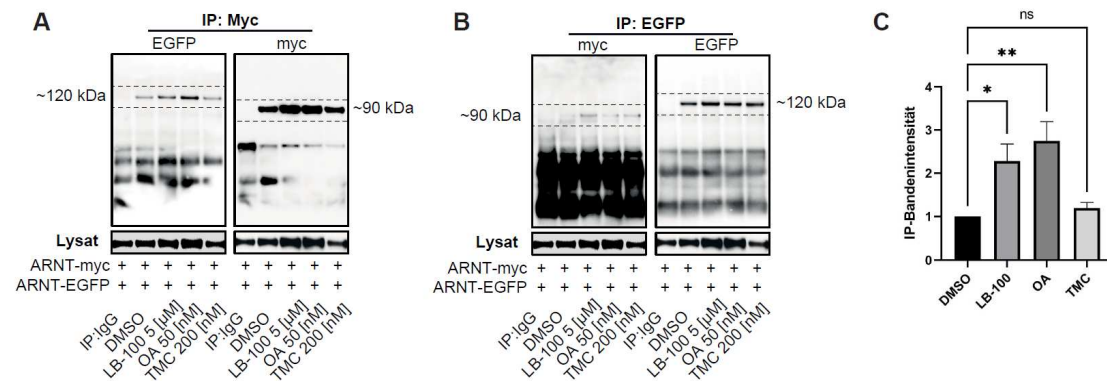 A
IP: Myc
EGFP
myc
~120 kDa
~90 kDa
Lysat
ARNT-myc + + + + + + + + + +
ARNT-EGFP + + + + + + + + + +
IP:IgG
DMSO
LB-100 5 [µM]
OA 50 [nM]
TMC 200 [nM]
IP:IgG
DMSO
LB-100 5 [µM]
OA 50 [nM]
TMC 200 [nM]
B
IP: EGFP
myc
EGFP
~90 kDa
~120 kDa
Lysat
ARNT-myc + + + + + + + + + +
ARNT-EGFP + + + + + + + + + +
IP:IgG
DMSO
LB-100 5 [µM]
OA 50 [nM]
TMC 200 [nM]
IP:IgG
DMSO
LB-100 5 [µM]
OA 50 [nM]
TMC 200 [nM]
C
ns
**
*
IP-Bandenintensität
4
3
2
1
0
DMSO
LB-100
OA
TMC